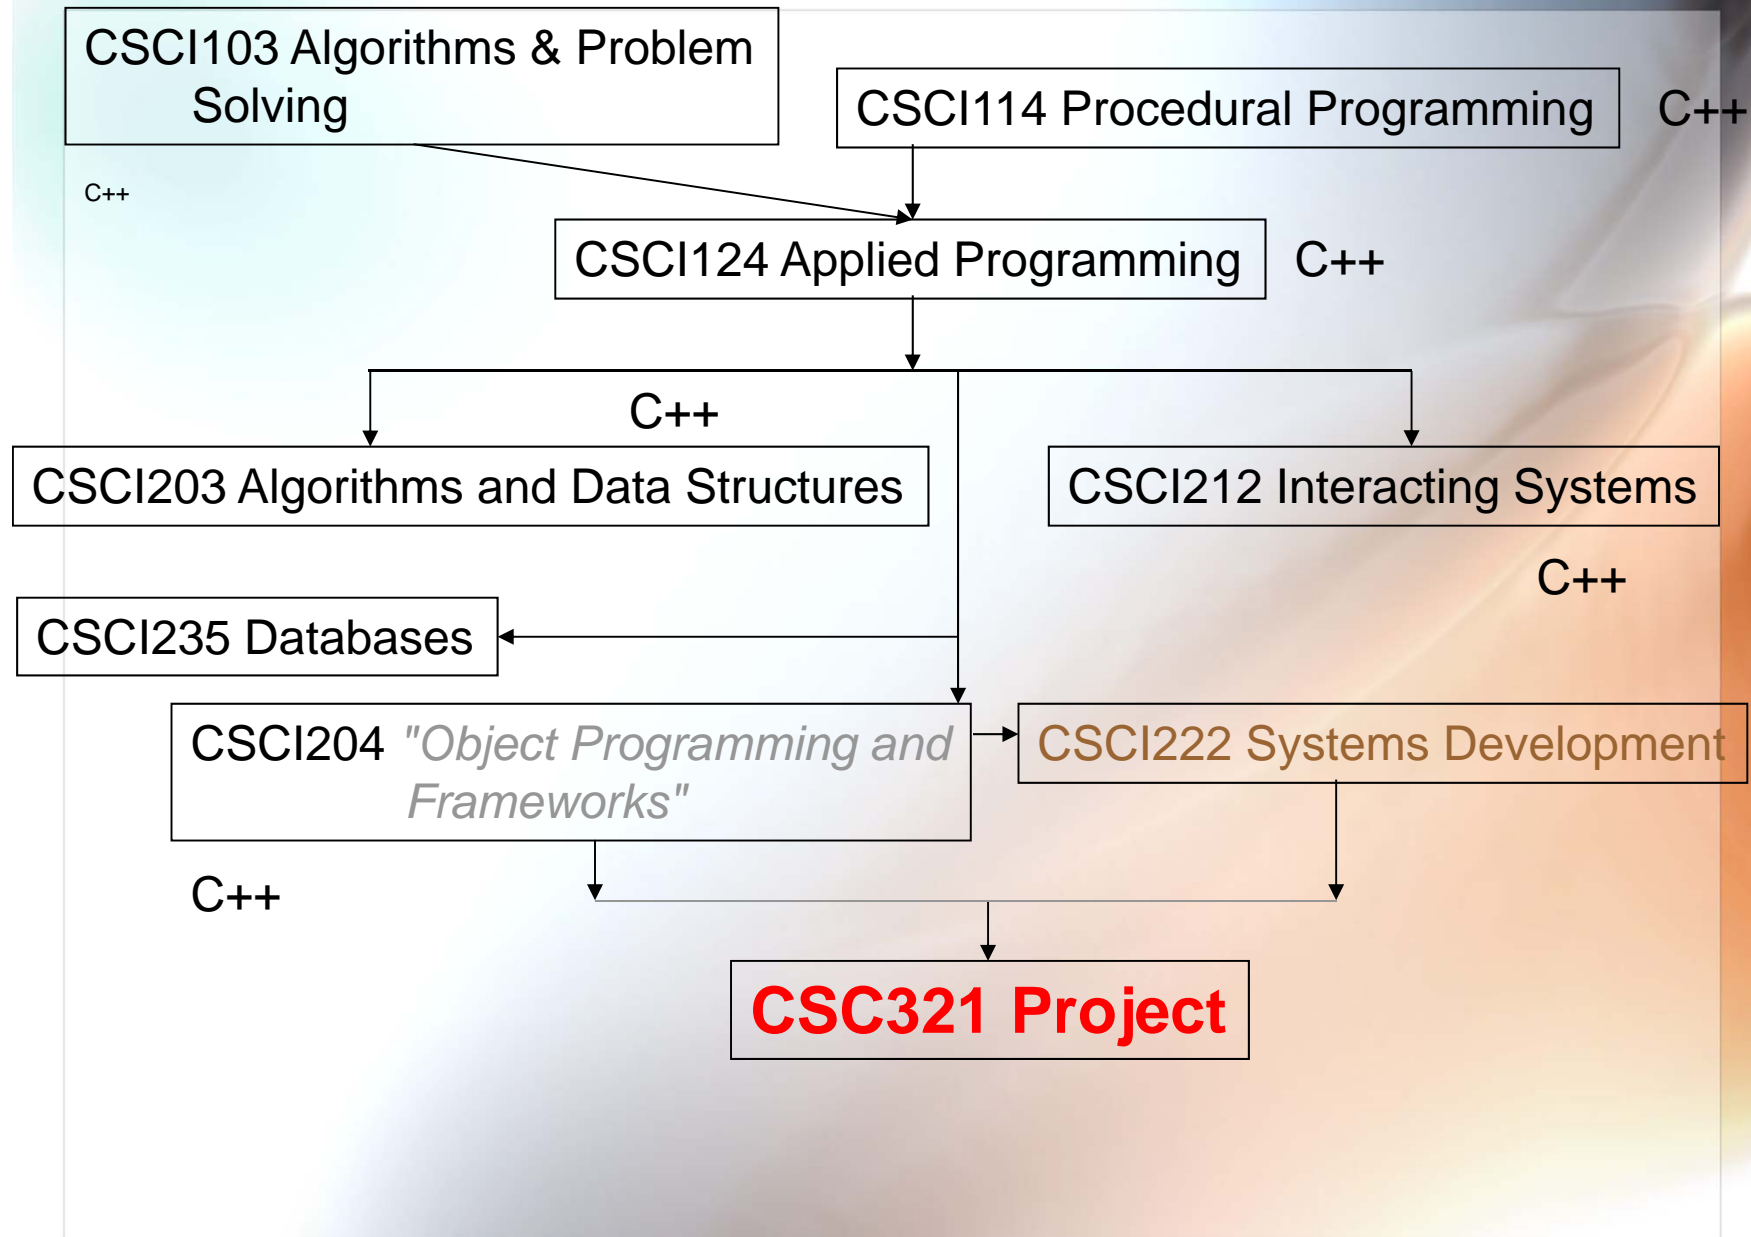 CSCI103 Algorithms & Problem
Solving
CSCI114 Procedural Programming
C++
C++
CSCI124 Applied Programming
C++
C++
CSCI203 Algorithms and Data Structures
CSCI212 Interacting Systems
C++
CSCI235 Databases
CSCI204 "Object Programming and
Frameworks"
CSCI222 Systems Development
C++
CSC321 Project